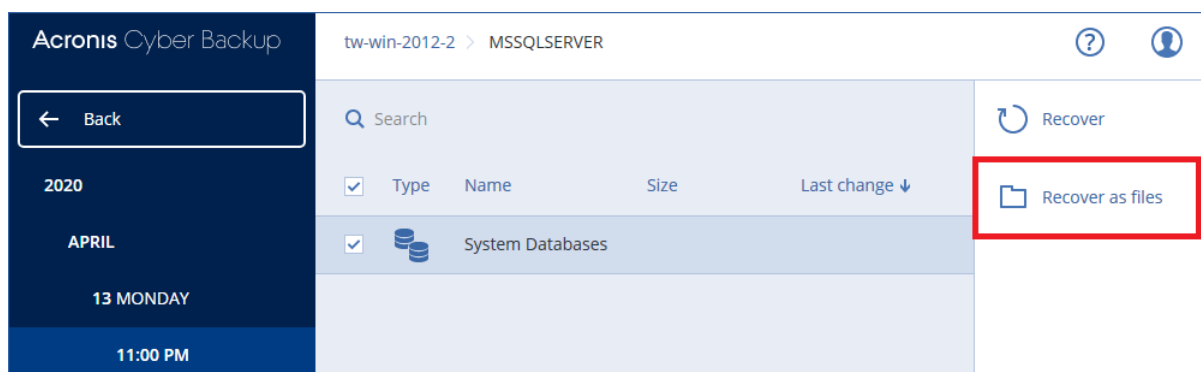 Acronis Cyber Backup
tw-win-2012-2 > MSSQLSERVER
?
← Back
2020
APRIL
13 MONDAY
11:00 PM
Search
Type Name Size Last change ↓
System Databases
Recover
Recover as files